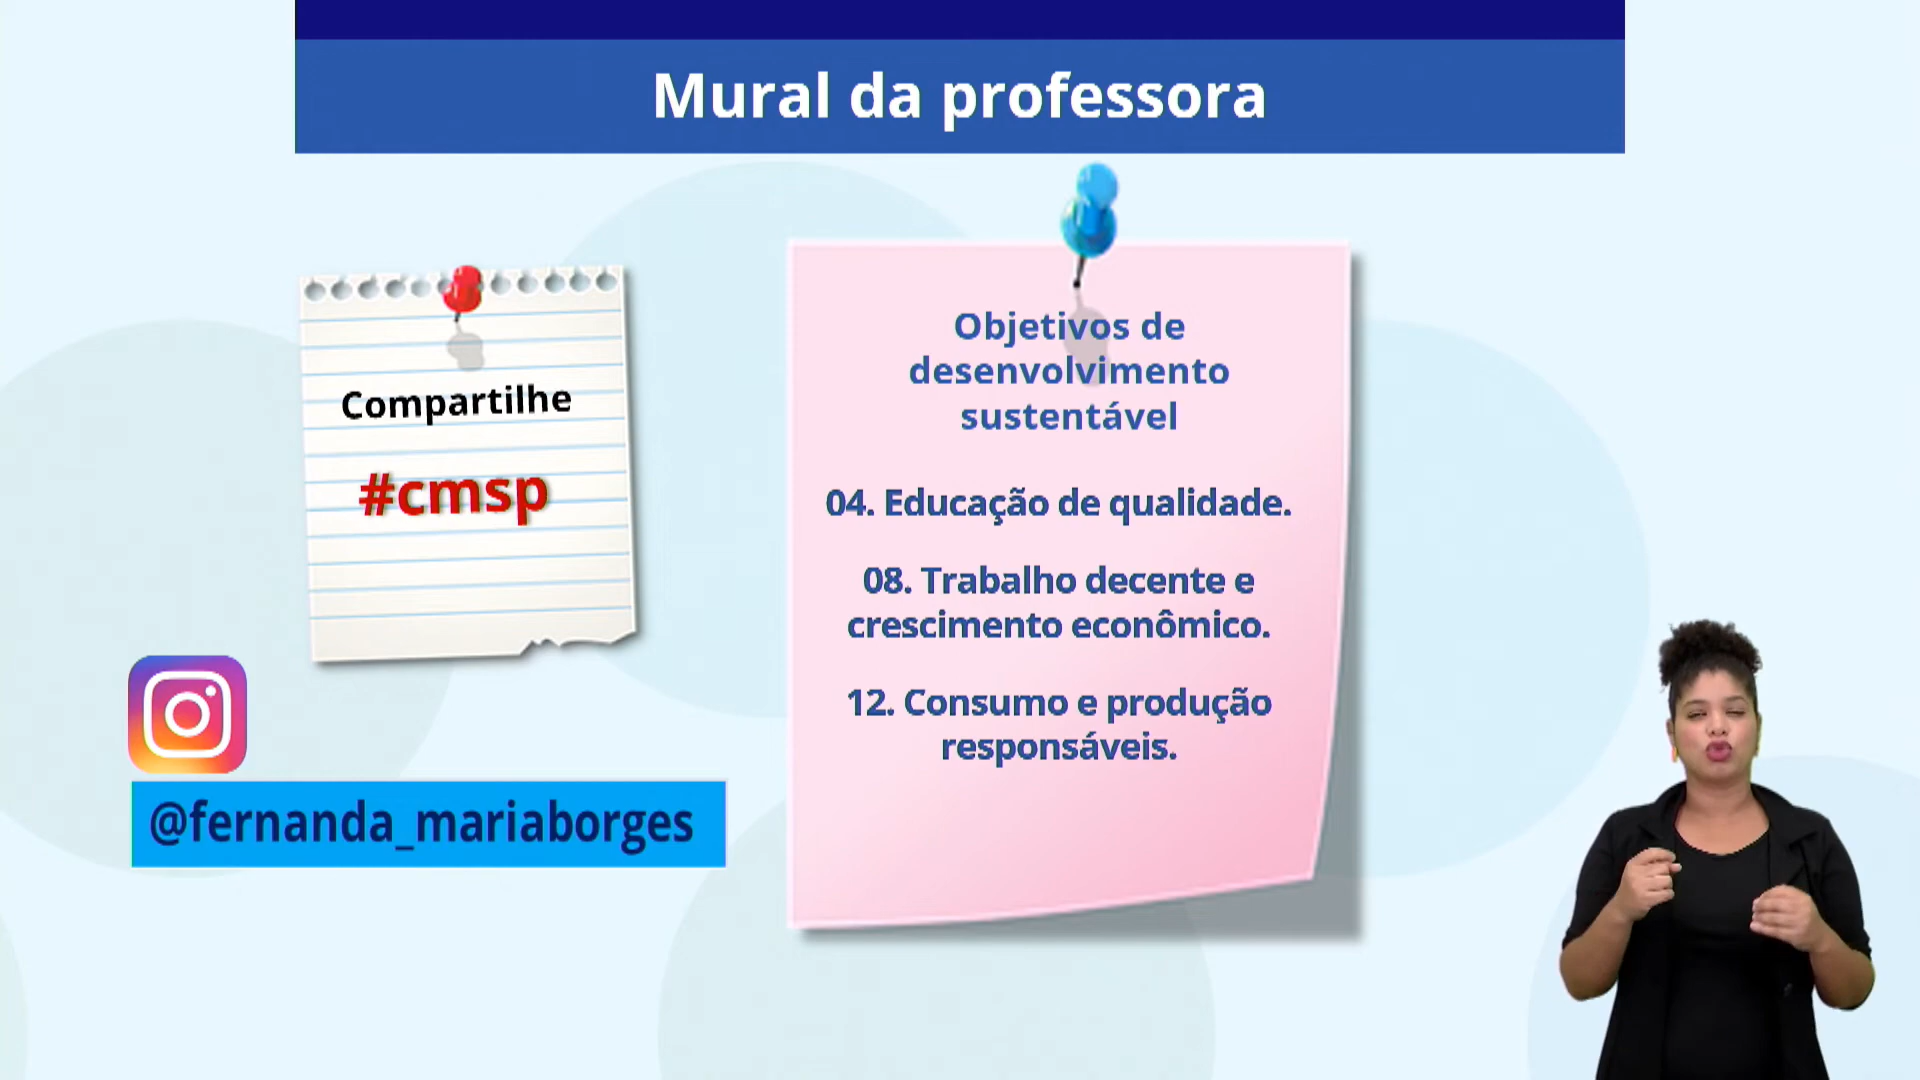 Mural da professora
Compartilhe
#cmsp
@fernanda_mariaborges
Objetivos de
desenvolvimento
sustentável
04. Educação de qualidade.
08. Trabalho decente e
crescimento econômico.
12. Consumo e produção
responsáveis.